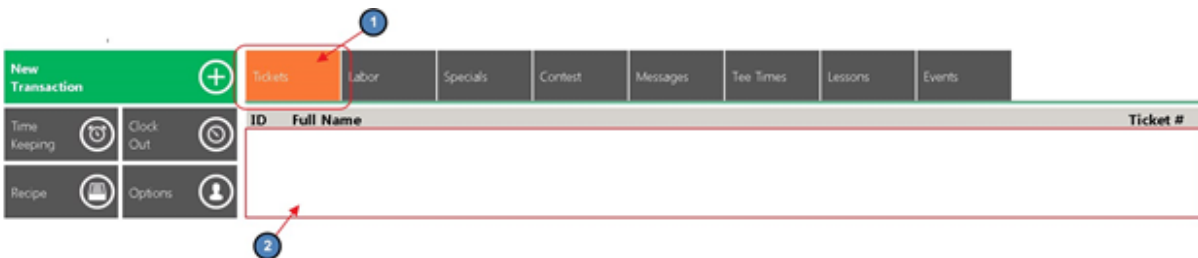 1
New
Transaction
Tickets
Labor
Specials
Contest
Messages
Tee Times
Lessons
Events
Time
Keeping
Clock
Out
ID Full Name Ticket #
Recipe
Options
2